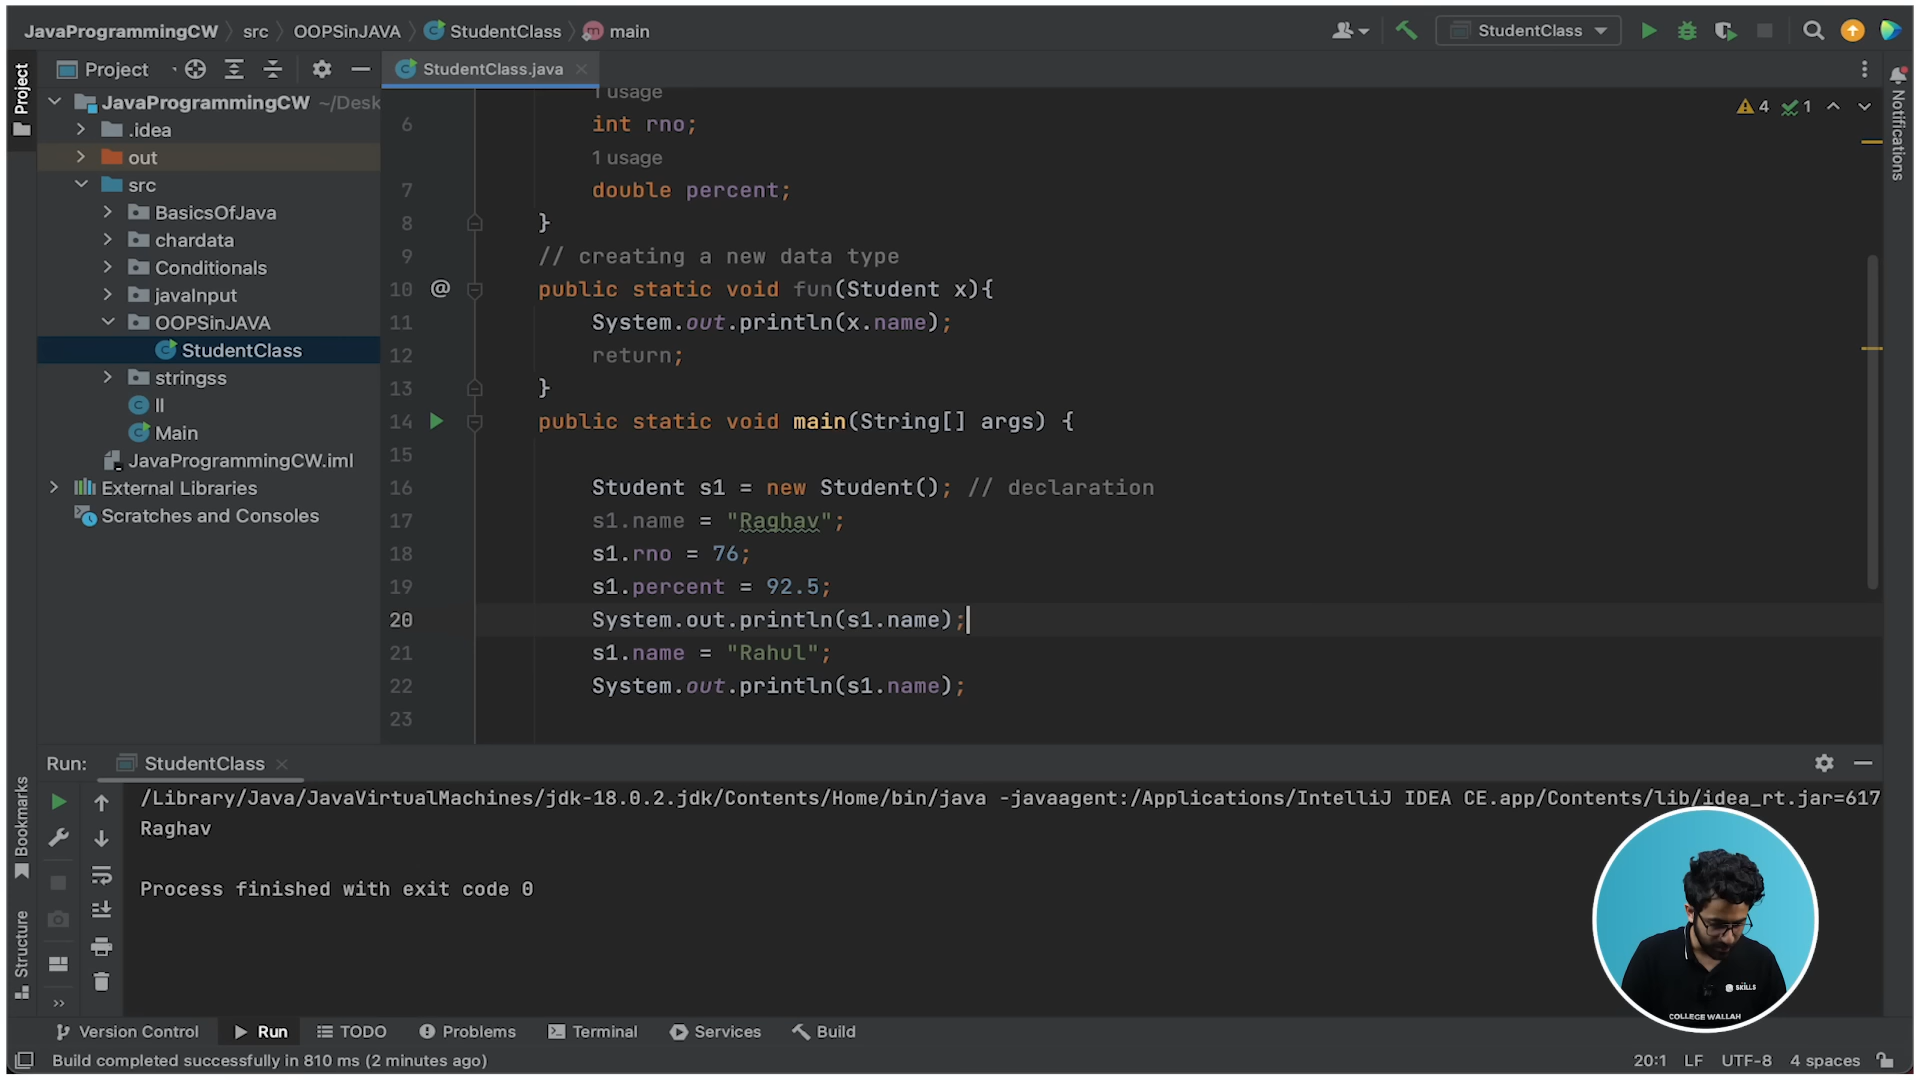 JavaProgrammingCW src OOPSinJAVA StudentClass main
StudentClass
Project
StudentClass.java
Project
Notifications
JavaProgrammingCW ~/Desk
.idea
out
src
BasicsOfJava
chardata
Conditionals
javaInput
OOPSinJAVA
StudentClass
stringss
ll
Main
JavaProgrammingCW.iml
External Libraries
Scratches and Consoles
4 1
1 usage
6 int rno;
1 usage
7 double percent;
8 }
9 // creating a new data type
10 @ public static void fun(Student x){
11 System.out.println(x.name);
12 return;
13 }
14 public static void main(String[] args) {
15
16 Student s1 = new Student(); // declaration
17 s1.name = "Raghav";
18 s1.rno = 76;
19 s1.percent = 92.5;
20 System.out.println(s1.name);
21 s1.name = "Rahul";
22 System.out.println(s1.name);
23
Run: StudentClass
/Library/Java/JavaVirtualMachines/jdk-18.0.2.jdk/Contents/Home/bin/java -javaagent:/Applications/IntelliJ IDEA CE.app/Contents/lib/idea_rt.jar=617
Raghav
Process finished with exit code 0
Bookmarks
Structure
SKILLS
COLLEGE WALLAH
Version Control Run TODO Problems Terminal Services Build
Build completed successfully in 810 ms (2 minutes ago)
20:1 LF UTF-8 4 spaces